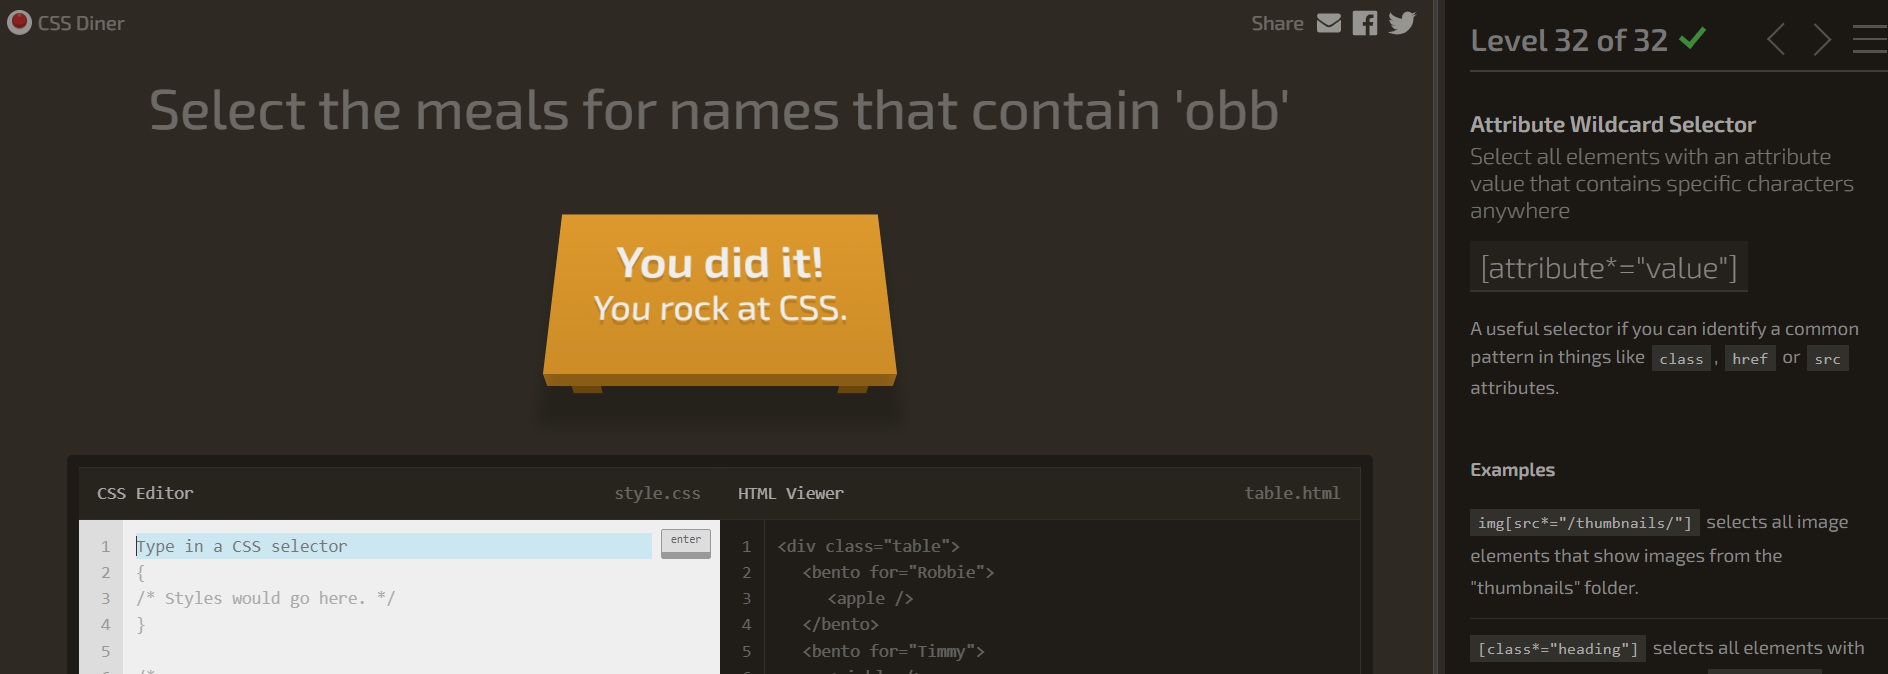 CSS Diner
Share
Select the meals for names that contain 'obb'
You did it!
You rock at CSS.
CSS Editor
style.css
1 Type in a CSS selector
enter
2 {
3 /* Styles would go here. */
4 }
5
HTML Viewer
table.html
1 <div class="table">
2 <bento for="Robbie">
3 <apple />
4 </bento>
5 <bento for="Timmy">
Level 32 of 32
Attribute Wildcard Selector
Select all elements with an attribute
value that contains specific characters
anywhere
[attribute*="value"]
A useful selector if you can identify a common
pattern in things like class, href or src
attributes.
Examples
img[src*="/thumbnails/"] selects all image
elements that show images from the
"thumbnails" folder.
[class*="heading"] selects all elements with